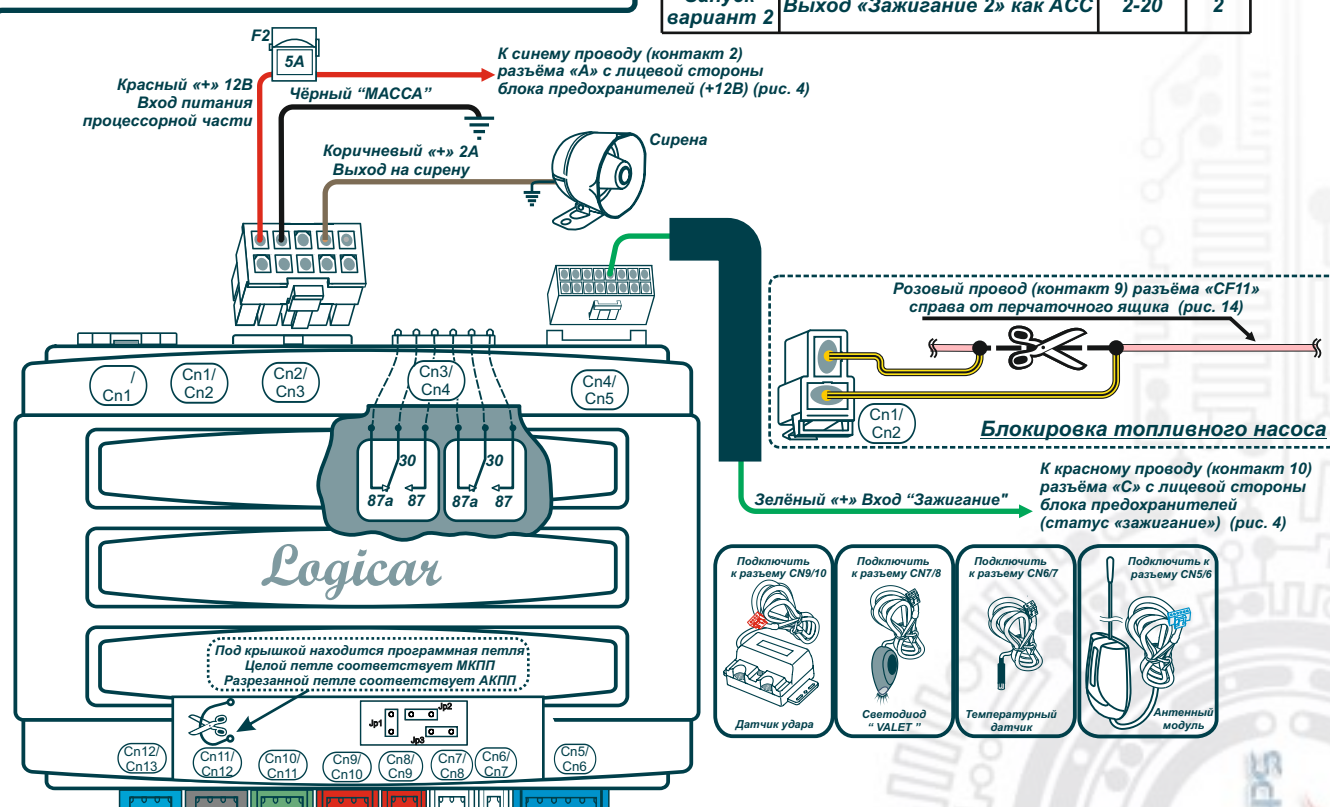 вариант 2
Выход «Зажигание 2» как АСС
2-20
2
F2
5А
К синему проводу (контакт 2)
разъёма «А» с лицевой стороны
блока предохранителей (+12В) (рис. 4)
Красный «+» 12В
Вход питания
процессорной части
Чёрный “МАССА”
Коричневый «+» 2А
Выход на сирену
Сирена
Розовый провод (контакт 9) разъёма «CF11»
справа от перчаточного ящика (рис. 14)
Cn1/
Cn2
Блокировка топливного насоса
/
Cn1
Cn1/
Cn2
Cn2/
Cn3
Cn3/
Cn4
Cn4/
Cn5
30
87a
87
30
87a
87
К красному проводу (контакт 10)
разъёма «С» с лицевой стороны
блока предохранителей
(статус «зажигание») (рис. 4)
Зелёный «+» Вход “Зажигание"
Logicar
Подключить
к разъему CN9/10
Датчик удара
Подключить
к разъему CN7/8
Светодиод
“ VALET ”
Подключить
к разъему CN6/7
Температурный
датчик
Подключить к
разъему CN5/6
Антенный
модуль
Под крышкой находится программная петля
Целой петле соответствует МКПП
Разрезанной петле соответствует АКПП
Jp1
Jp2
Jp3
Cn12/
Cn13
Cn11/
Cn12
Cn10/
Cn11
Cn9/
Cn10
Cn8/
Cn9
Cn7/
Cn8
Cn6/
Cn7
Cn5/
Cn6